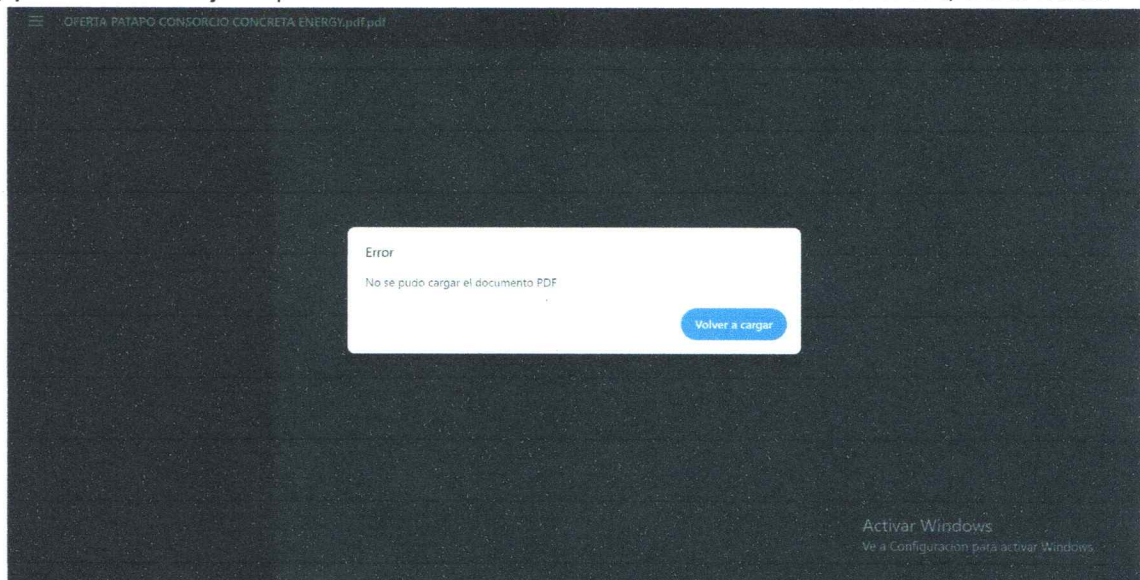 OFERTA PATAPO CONSORCIO CONCRETA ENERGY.pdf.pdf
Error
No se pudo cargar el documento PDF
Volver a cargar
Activar Windows
Ve a Configuración para activar Windows.